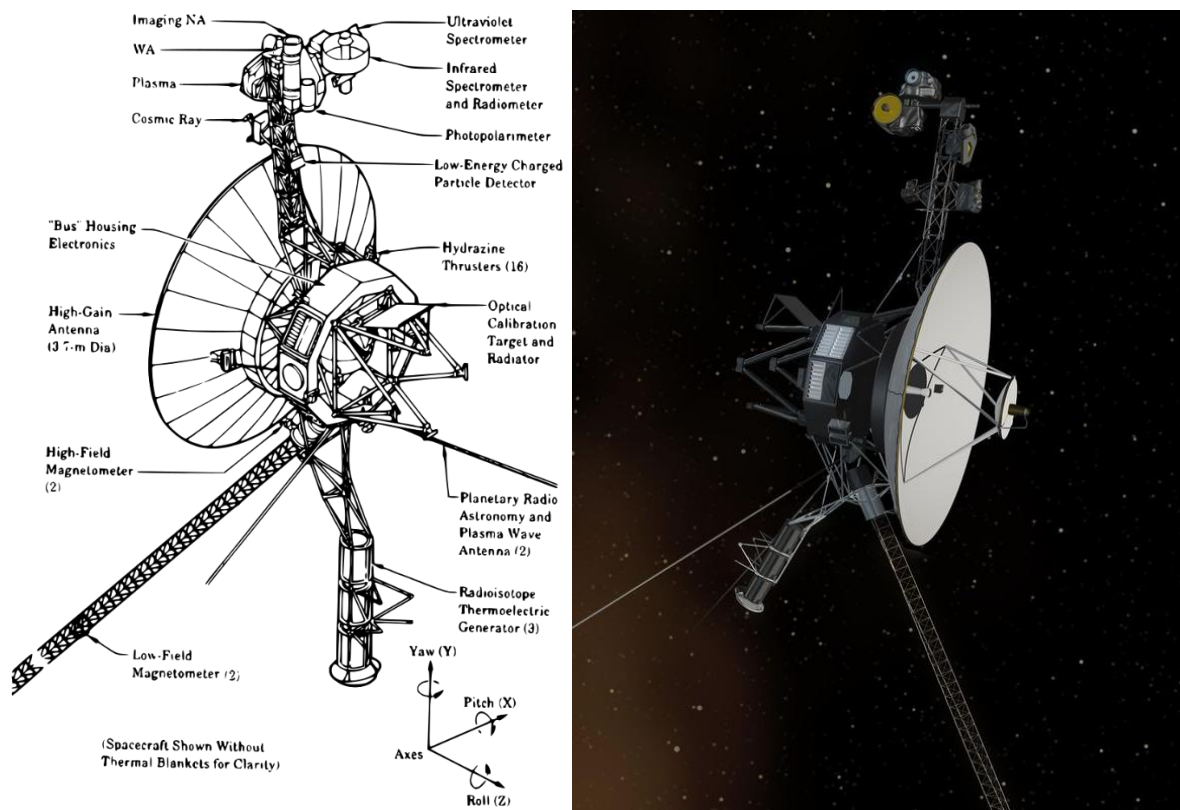 Imaging NA
WA
Plasma
Cosmic Ray
Ultraviolet
Spectrometer
Infrared
Spectrometer
and Radiometer
Photopolarimeter
Low-Energy Charged
Particle Detector
"Bus" Housing
Electronics
Hydrazine
Thrusters (16)
High-Gain
Antenna
(3.7-m Dia)
Optical
Calibration
Target and
Radiator
High-Field
Magnetometer
(2)
Planetary Radio
Astronomy and
Plasma Wave
Antenna (2)
Radioisotope
Thermoelectric
Generator (3)
Low-Field
Magnetometer (2)
Yaw (Y)
Pitch (X)
Axes
Roll (Z)
(Spacecraft Shown Without
Thermal Blankets for Clarity)